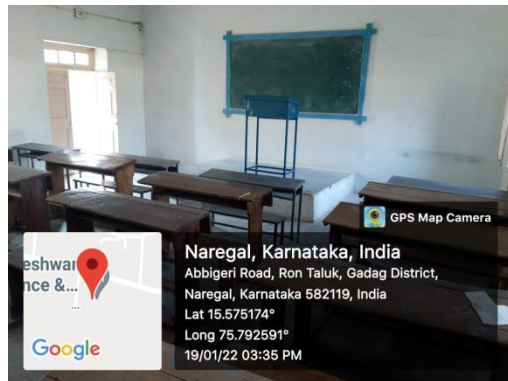 GPS Map Camera
eshwar
nce &...
...
Google
Naregal, Karnataka, India
Abbigeri Road, Ron Taluk, Gadag District,
Naregal, Karnataka 582119, India
Lat 15.575174°
Long 75.792591°
19/01/22 03:35 PM